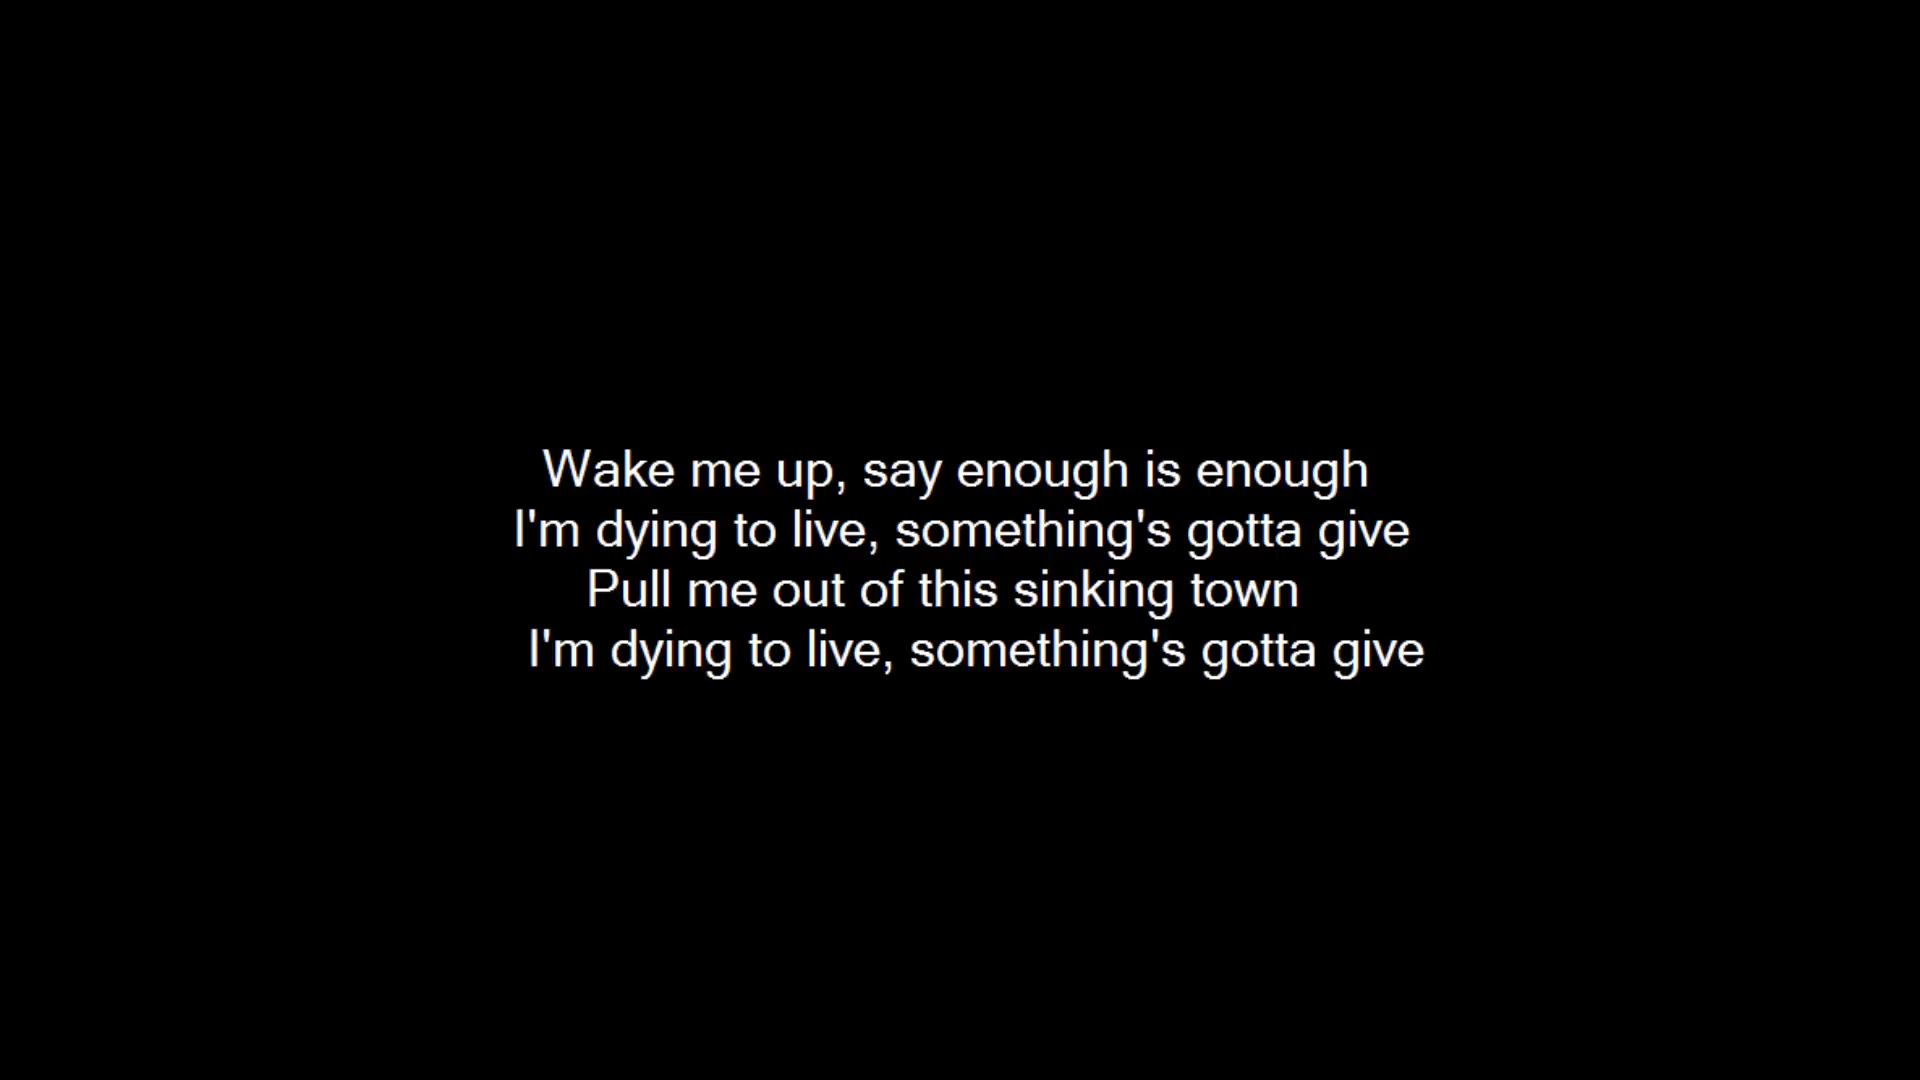 Wake me up, say enough is enough
I'm dying to live, something's gotta give
Pull me out of this sinking town
I'm dying to live, something's gotta give